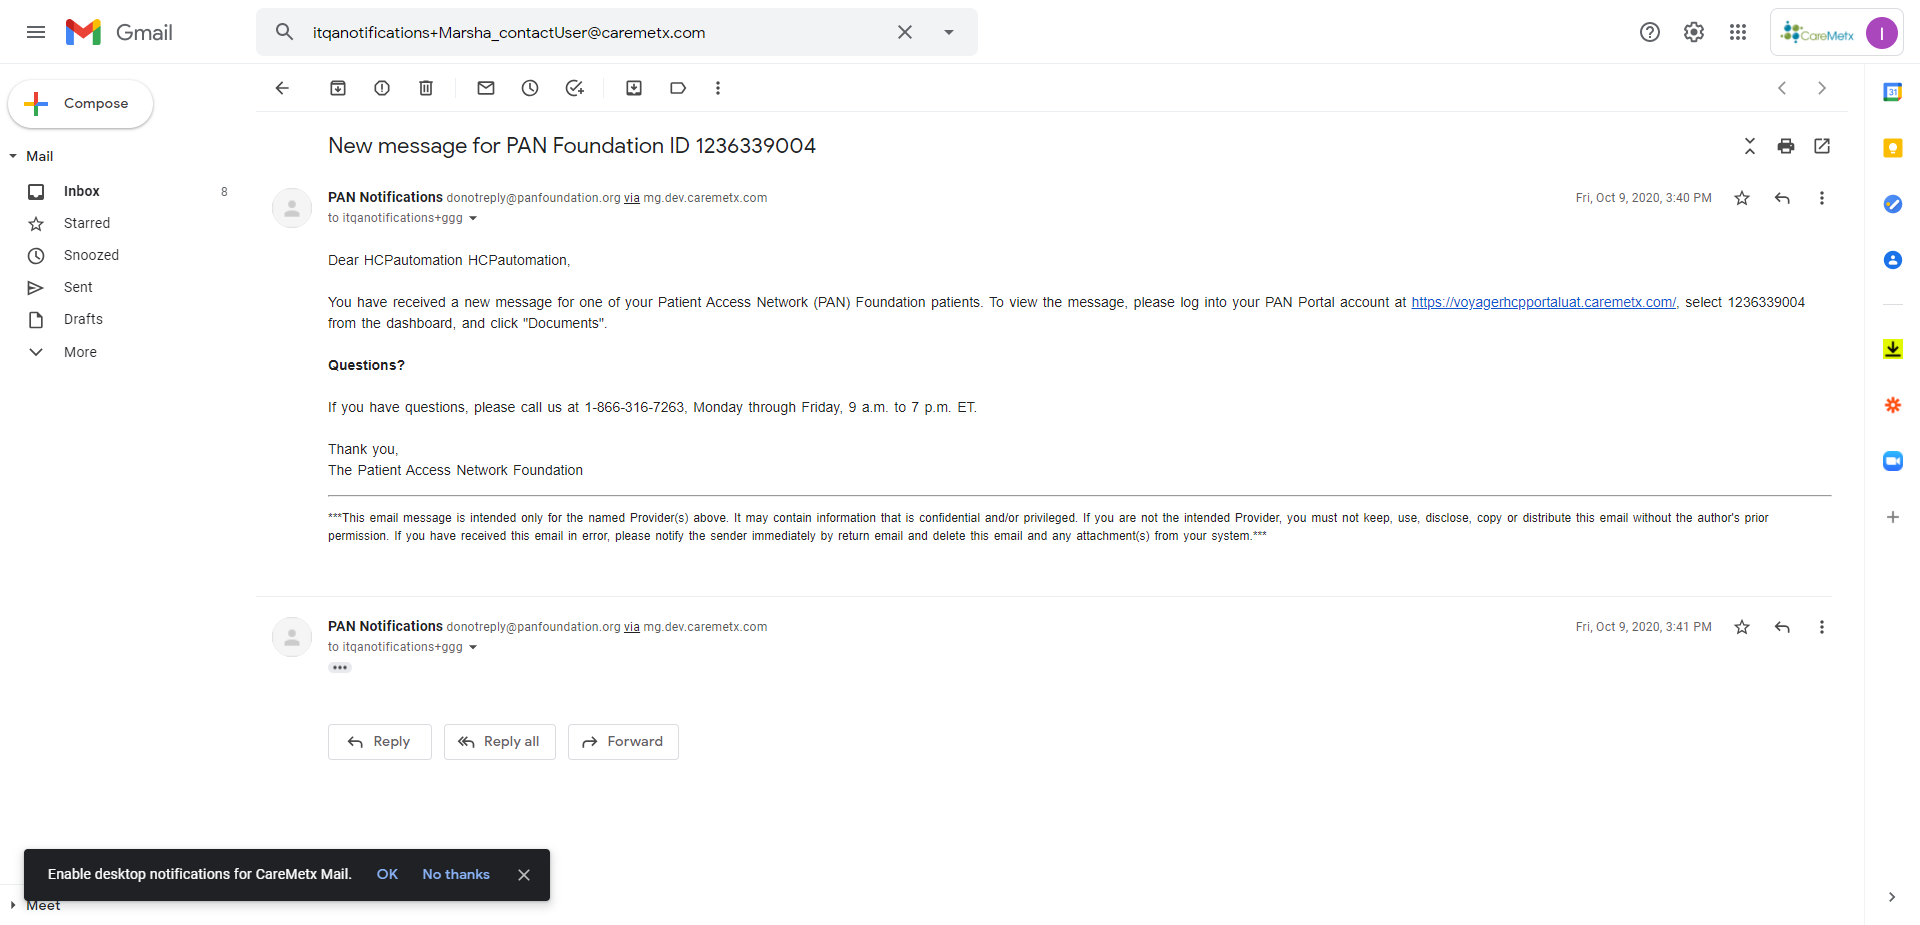 Gmail
itqanotifications+Marsha_contactUser@caremetx.com
CareMetx
I
Compose
Mail
Inbox 8
Starred
Snoozed
Sent
Drafts
More
New message for PAN Foundation ID 1236339004
PAN Notifications donotreply@panfoundation.org via mg.dev.caremetx.com
Fri, Oct 9, 2020, 3:40 PM
to itqanotifications+ggg
Dear HCPautomation HCPautomation,
You have received a new message for one of your Patient Access Network (PAN) Foundation patients. To view the message, please log into your PAN Portal account at https://voyagerhcpportaluat.caremetx.com/, select 1236339004
from the dashboard, and click "Documents".
Questions?
If you have questions, please call us at 1-866-316-7263, Monday through Friday, 9 a.m. to 7 p.m. ET.
Thank you,
The Patient Access Network Foundation
***This email message is intended only for the named Provider(s) above. It may contain information that is confidential and/or privileged. If you are not the intended Provider, you must not keep, use, disclose, copy or distribute this email without the author's prior
permission. If you have received this email in error, please notify the sender immediately by return email and delete this email and any attachment(s) from your system.***
PAN Notifications donotreply@panfoundation.org via mg.dev.caremetx.com
Fri, Oct 9, 2020, 3:41 PM
to itqanotifications+ggg
Reply
Reply all
Forward
Enable desktop notifications for CareMetx Mail. OK No thanks
Meet
31